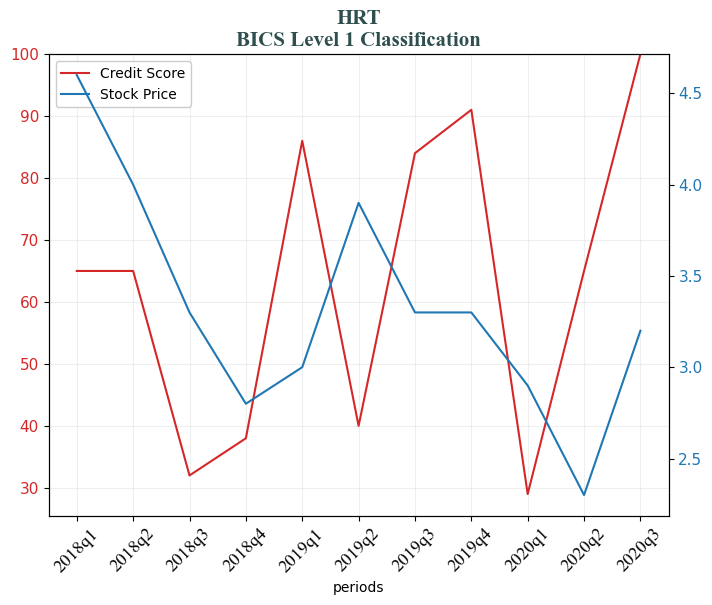 HRT
BICS Level 1 Classification
Credit Score
Stock Price
100
90
80
70
60
50
40
30
4.5
4.0
3.5
3.0
2.5
2018q1
2018q2
2018q3
2018q4
2019q1
2019q2
2019q3
2019q4
2020q1
2020q2
2020q3
periods